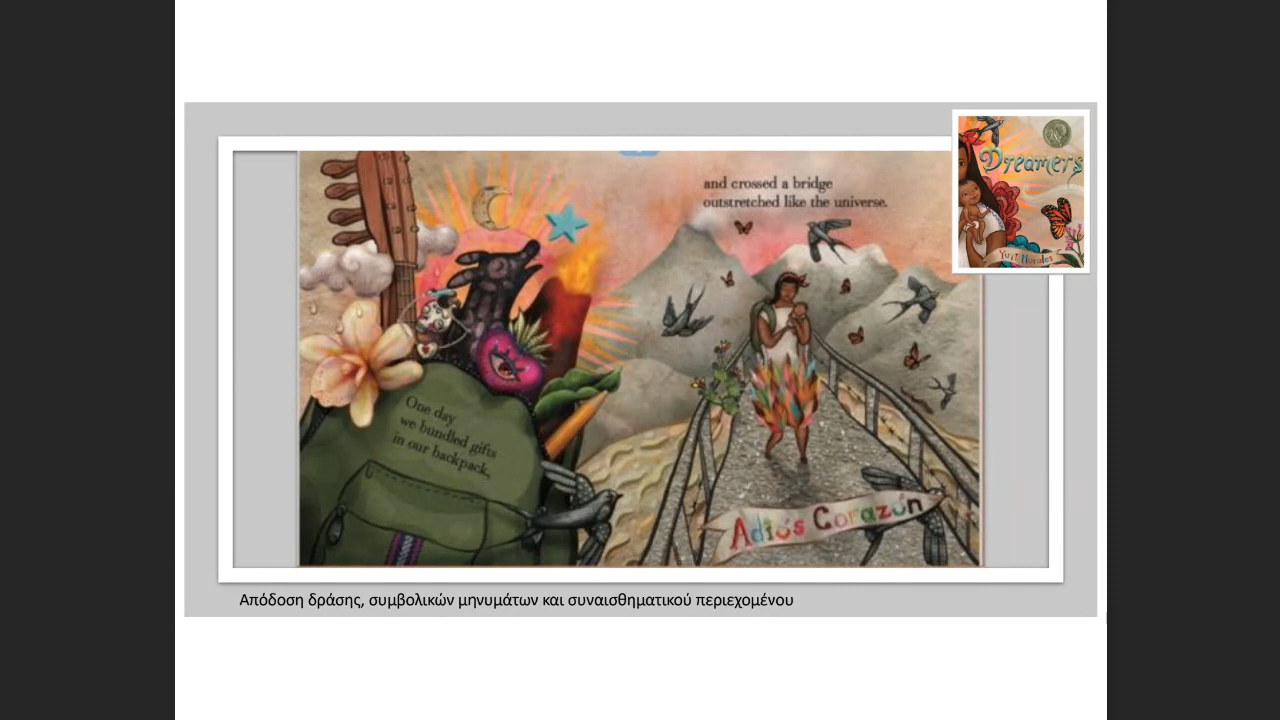 and crossed a bridge
outstretched like the universe.
Dreamers
Yuyi Morales
One day
we bundled gifts
in our backpack,
Adiós Corazón
Απόδοση δράσης, συμβολικών μηνυμάτων και συναισθηματικού περιεχομένου